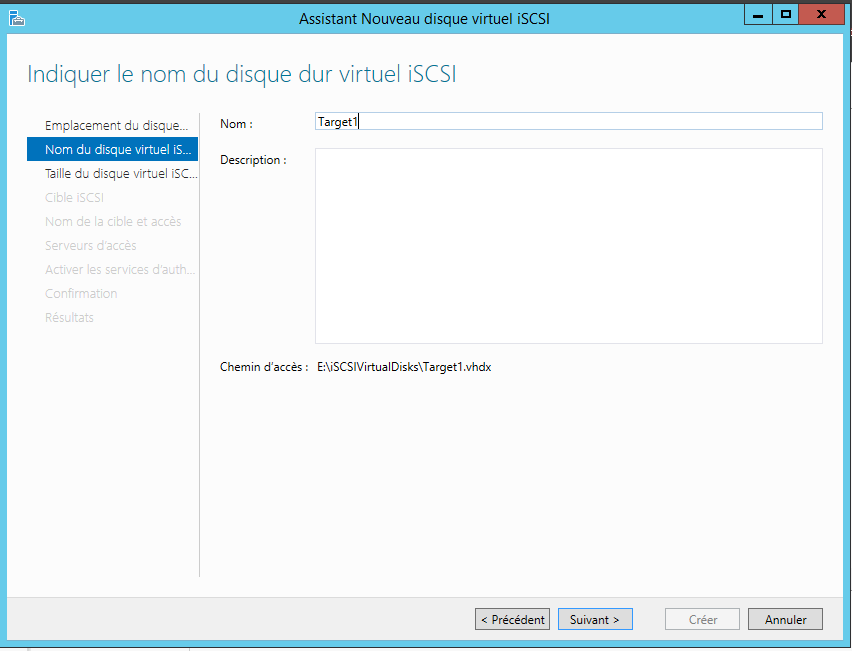 Assistant Nouveau disque virtuel iSCSI
Indiquer le nom du disque dur virtuel iSCSI
Emplacement du disque...
Nom du disque virtuel iS...
Taille du disque virtuel iSC...
Cible iSCSI
Nom de la cible et accès
Serveurs d'accès
Activer les services d'auth...
Confirmation
Résultats
Nom :
Target1
Description :
Chemin d'accès : E:\iSCSIVirtualDisks\Target1.vhdx
< Précédent
Suivant >
Créer
Annuler